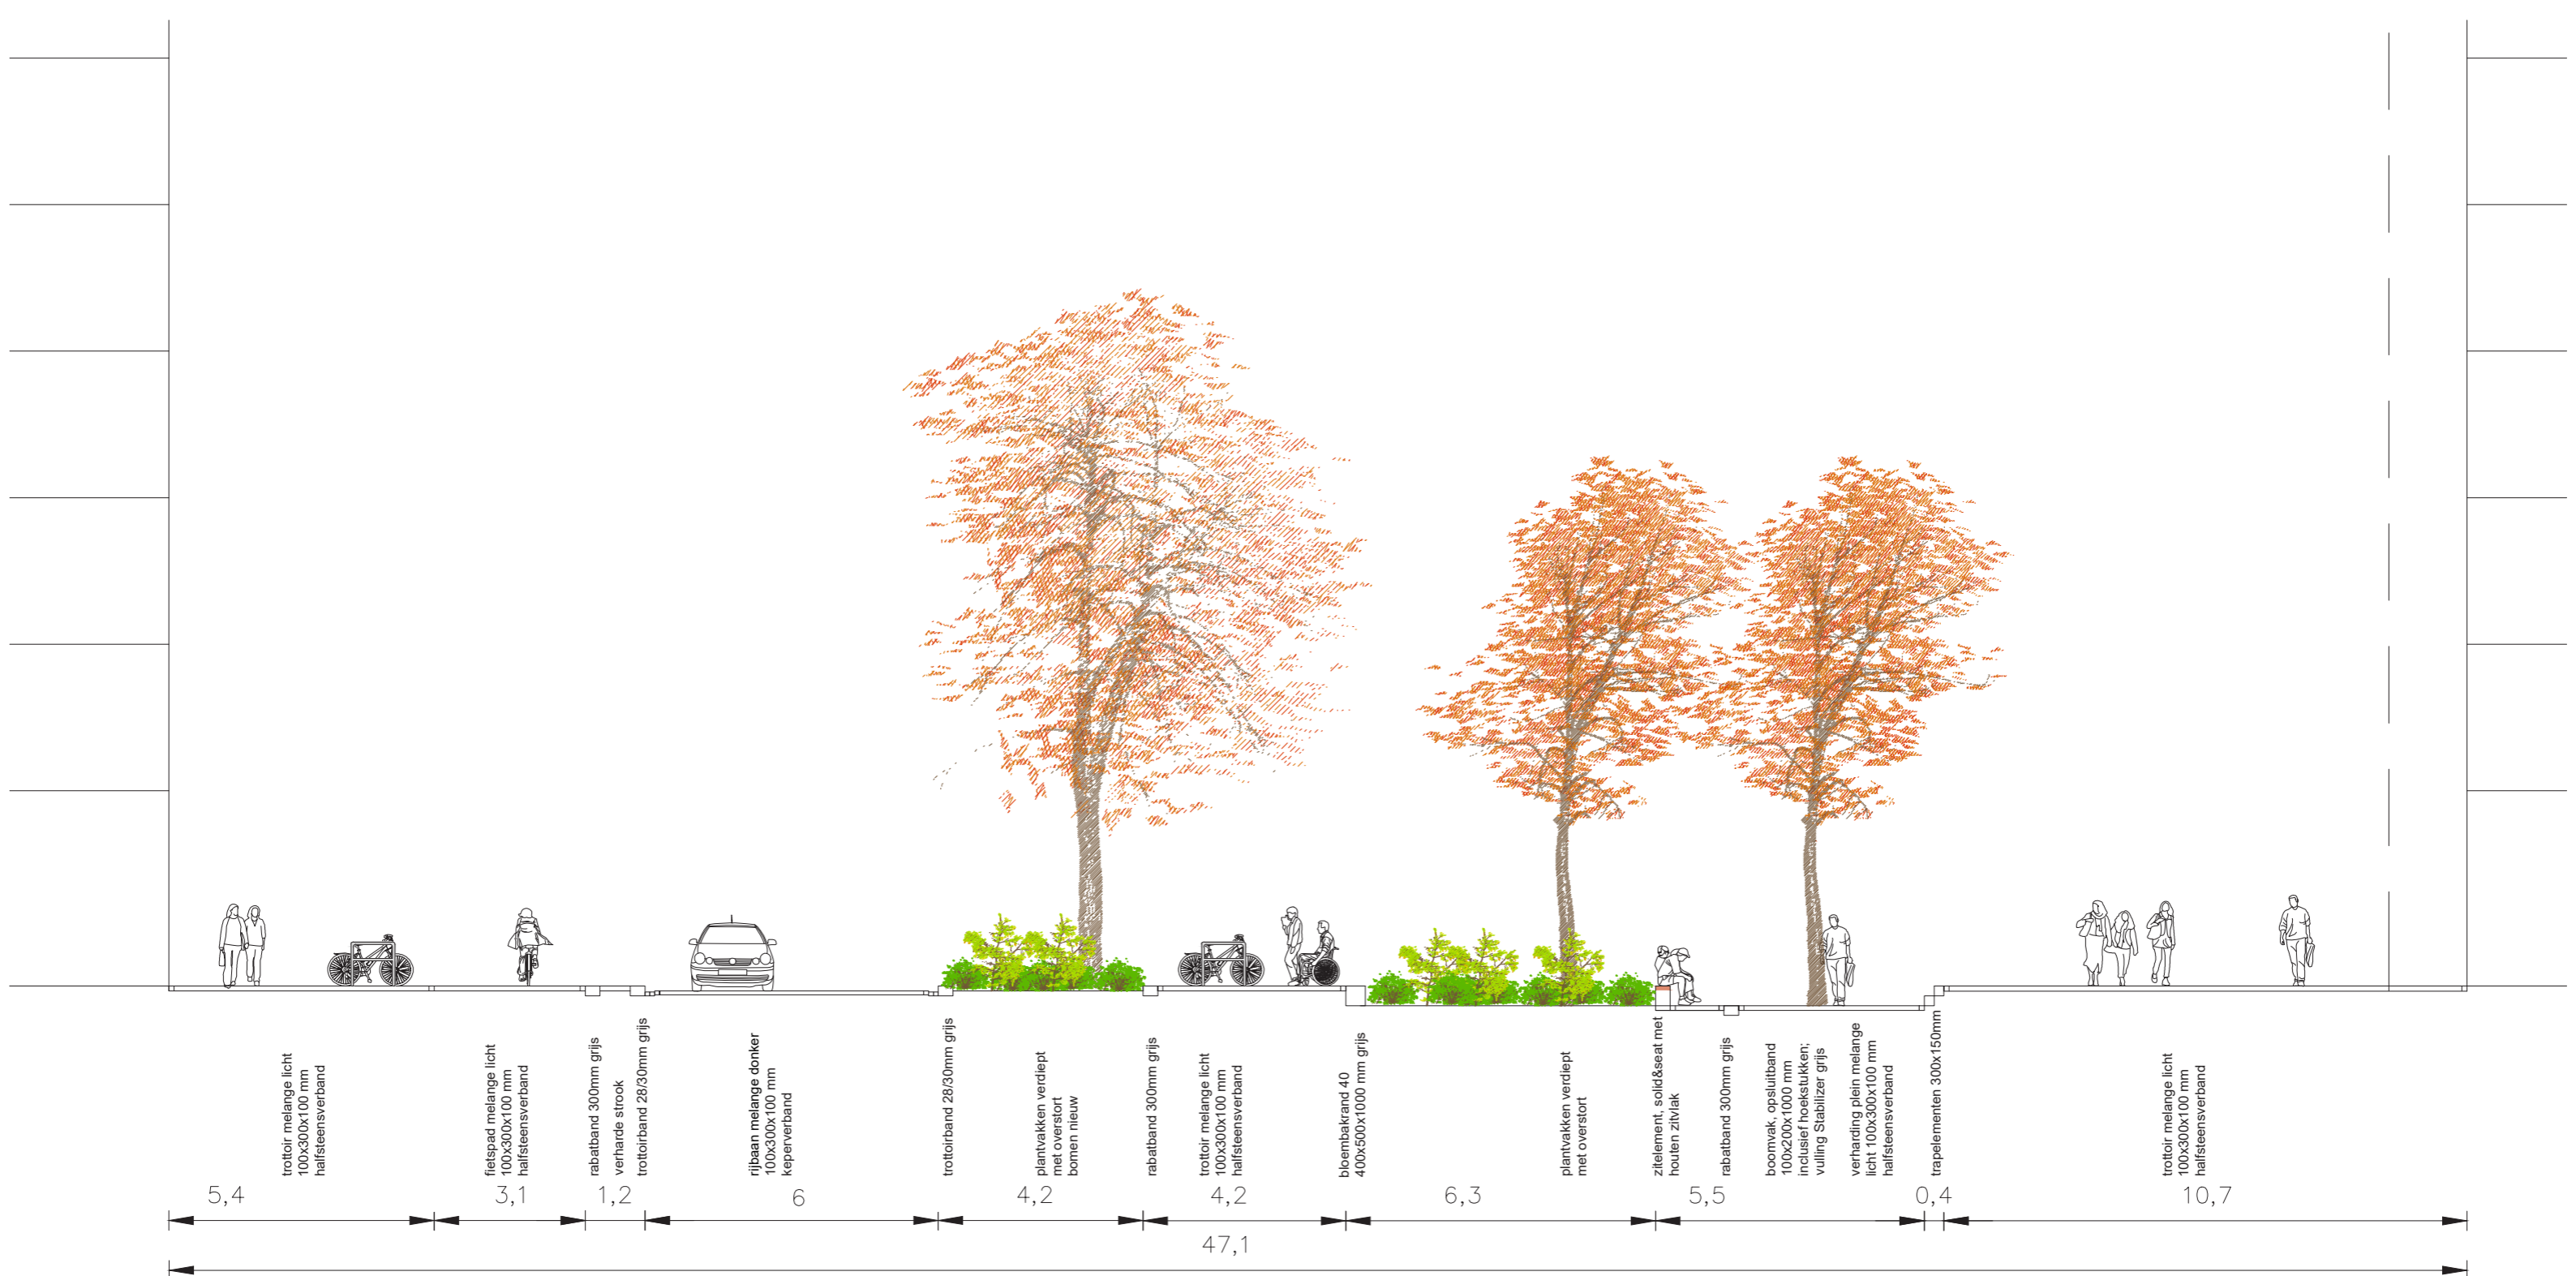 trottoir melange licht
100x300x100 mm
halfsteensverband
fietspad melange licht
100x300x100 mm
halfsteensverband
rabatband 300mm grijs
verharde strook
trottoirband 28/30mm grijs
rijbaan melange donker
100x300x100 mm
keperverband
trottoirband 28/30mm grijs
plantvakken verdiept
met overstort
bomen nieuw
rabatband 300mm grijs
trottoir melange licht
100x300x100 mm
halfsteensverband
bloembakrand 40
400x500x1000 mm grijs
plantvakken verdiept
met overstort
zitelement, solid&seat met
houten zitvlak
rabatband 300mm grijs
boomvak, opsluitband
100x200x1000 mm
inclusief hoekstukken;
vulling Stabilizer grijs
verharding plein melange
licht 100x300x100 mm
halfsteensverband
trapelementen 300x150mm
trottoir melange licht
100x300x100 mm
halfsteensverband
5,4
3,1
1,2
6
4,2
4,2
6,3
5,5
0,4
10,7
47,1